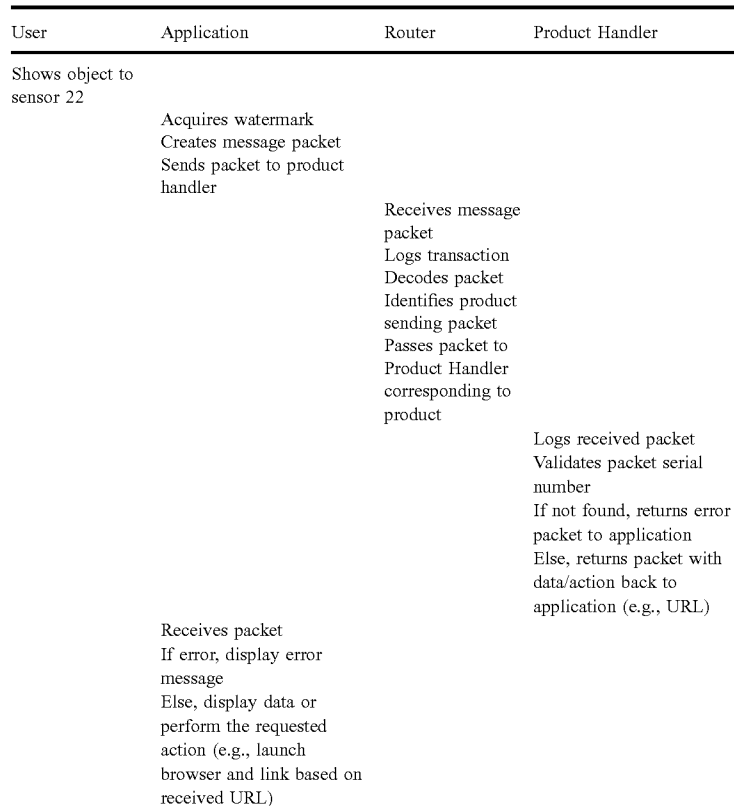 User Application Router Product Handler
Shows object to
sensor 22
Acquires watermark
Creates message packet
Sends packet to product
handler
Receives message
packet
Logs transaction
Decodes packet
Identifies product
sending packet
Passes packet to
Product Handler
corresponding to
product
Logs received packet
Validates packet serial
number
If not found, returns error
packet to application
Else, returns packet with
data/action back to
application (e.g., URL)
Receives packet
If error, display error
message
Else, display data or
perform the requested
action (e.g., launch
browser and link based on
received URL)